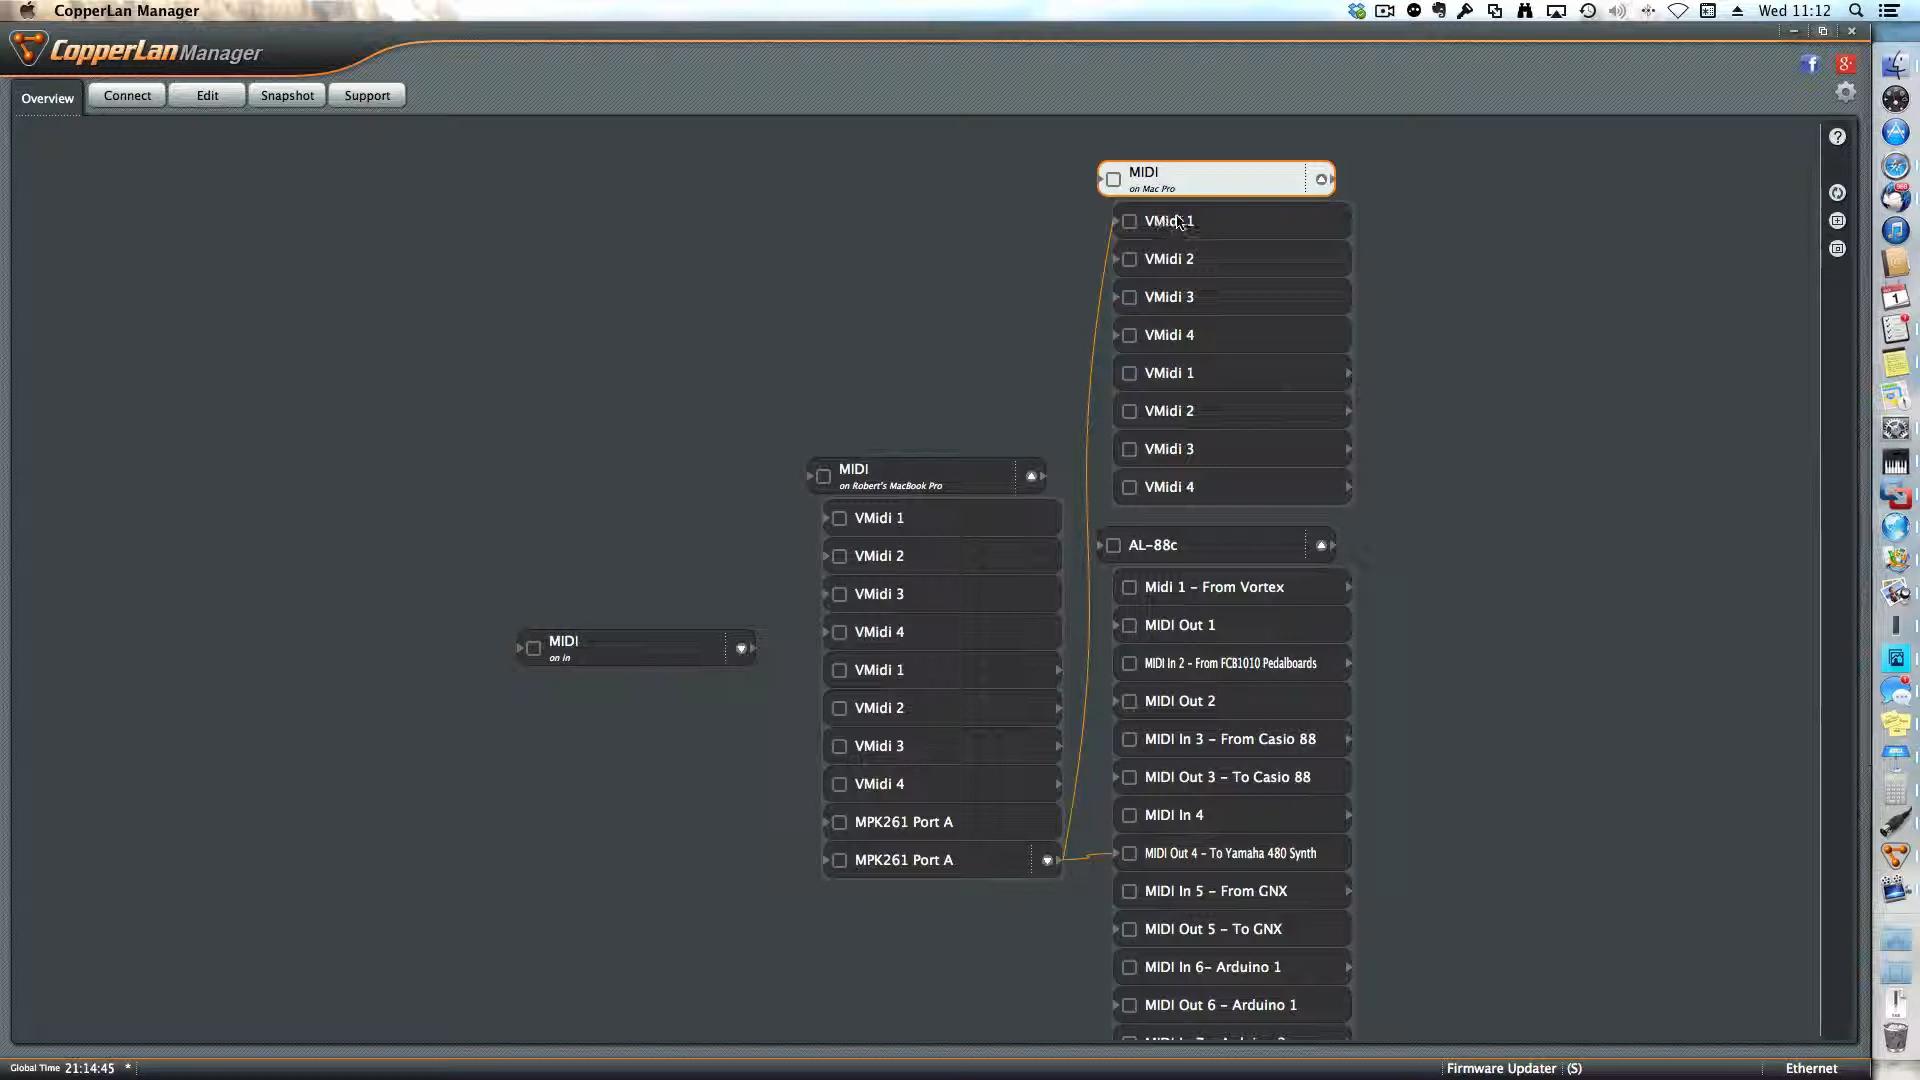 CopperLan Manager
Wed 11:12
CopperLan Manager
Overview
Connect
Edit
Snapshot
Support
MIDI
on Mac Pro
VMidi 1
VMidi 2
VMidi 3
VMidi 4
VMidi 1
VMidi 2
VMidi 3
VMidi 4
MIDI
on Robert's MacBook Pro
VMidi 1
VMidi 2
VMidi 3
VMidi 4
VMidi 1
VMidi 2
VMidi 3
VMidi 4
MPK261 Port A
MPK261 Port A
MIDI
on in
AL-88c
Midi 1 - From Vortex
MIDI Out 1
MIDI In 2 - From FCB1010 Pedalboards
MIDI Out 2
MIDI In 3 - From Casio 88
MIDI Out 3 - To Casio 88
MIDI In 4
MIDI Out 4 - To Yamaha 480 Synth
MIDI In 5 - From GNX
MIDI Out 5 - To GNX
MIDI In 6- Arduino 1
MIDI Out 6 - Arduino 1
Global Time 21:14:45 *
Firmware Updater (S)
Ethernet